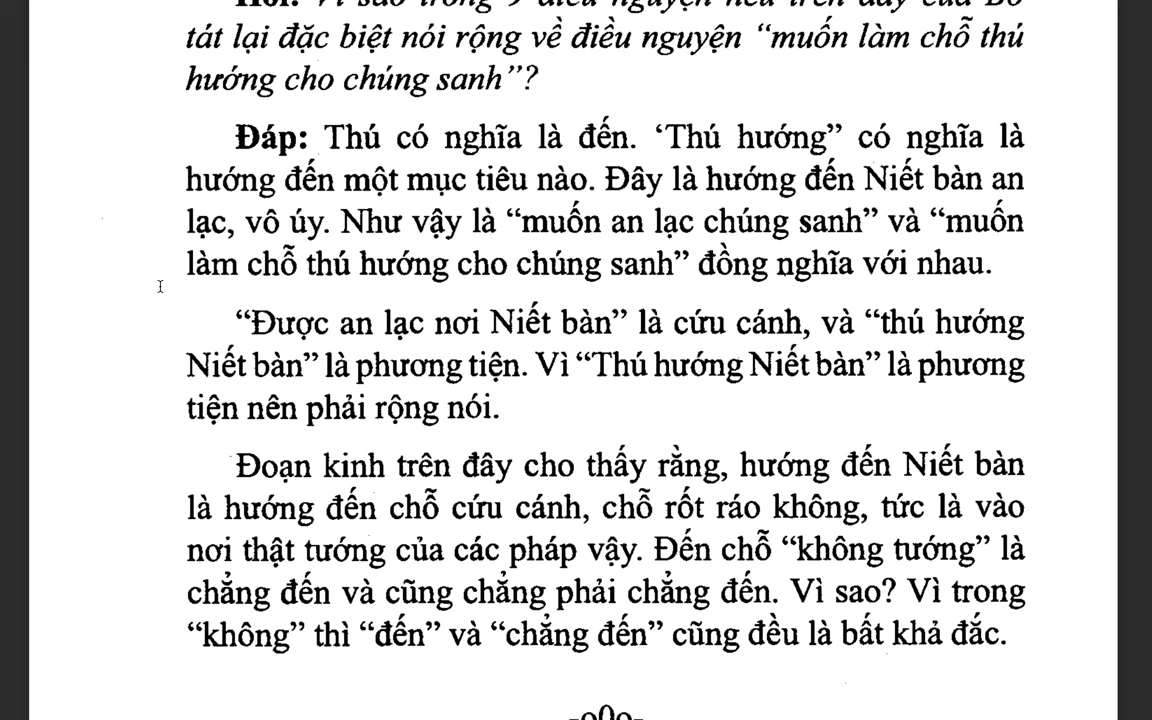 tát lại đặc biệt nói rộng về điều nguyện “muốn làm chỗ thú
hướng cho chúng sanh”?
Đáp: Thú có nghĩa là đến. ‘Thú hướng” có nghĩa là
hướng đến một mục tiêu nào. Đây là hướng đến Niết bàn an
lạc, vô úy. Như vậy là “muốn an lạc chúng sanh” và “muốn
làm chỗ thú hướng cho chúng sanh” đồng nghĩa với nhau.
“Được an lạc nơi Niết bàn” là cứu cánh, và “thú hướng
Niết bàn” là phương tiện. Vì “Thú hướng Niết bàn” là phương
tiện nên phải rộng nói.
Đoạn kinh trên đây cho thấy rằng, hướng đến Niết bàn
là hướng đến chỗ cứu cánh, chỗ rốt ráo không, tức là vào
nơi thật tướng của các pháp vậy. Đến chỗ “không tướng” là
chẳng đến và cũng chẳng phải chẳng đến. Vì sao? Vì trong
“không” thì “đến” và “chẳng đến” cũng đều là bất khả đắc.